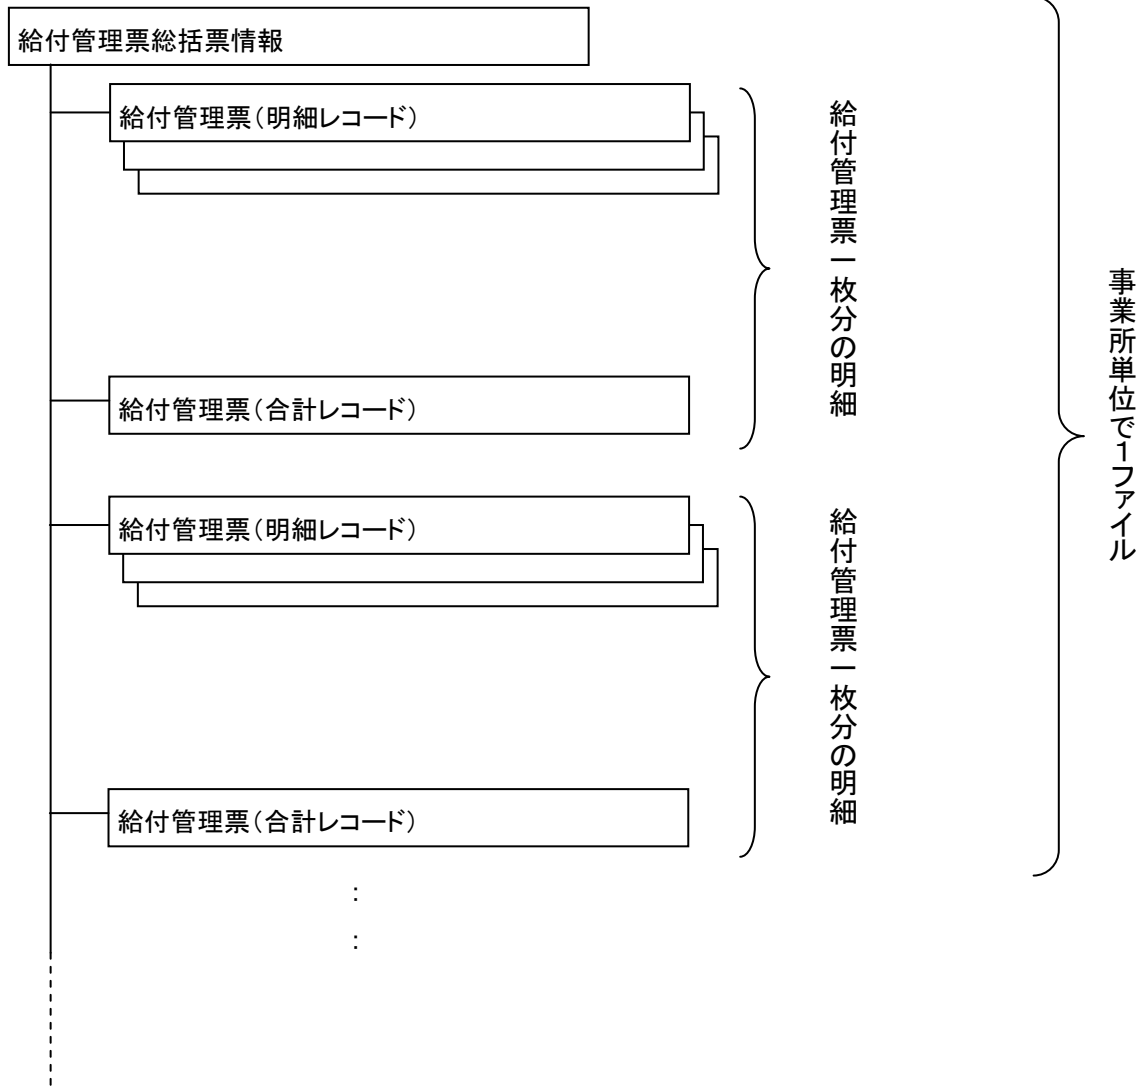 給付管理票総括票情報
給付管理票（明細レコード）
給付管理票（合計レコード）
給付管理票一枚分の明細
給付管理票（明細レコード）
給付管理票（合計レコード）
給付管理票一枚分の明細
：
：
事業所単位で１ファイル